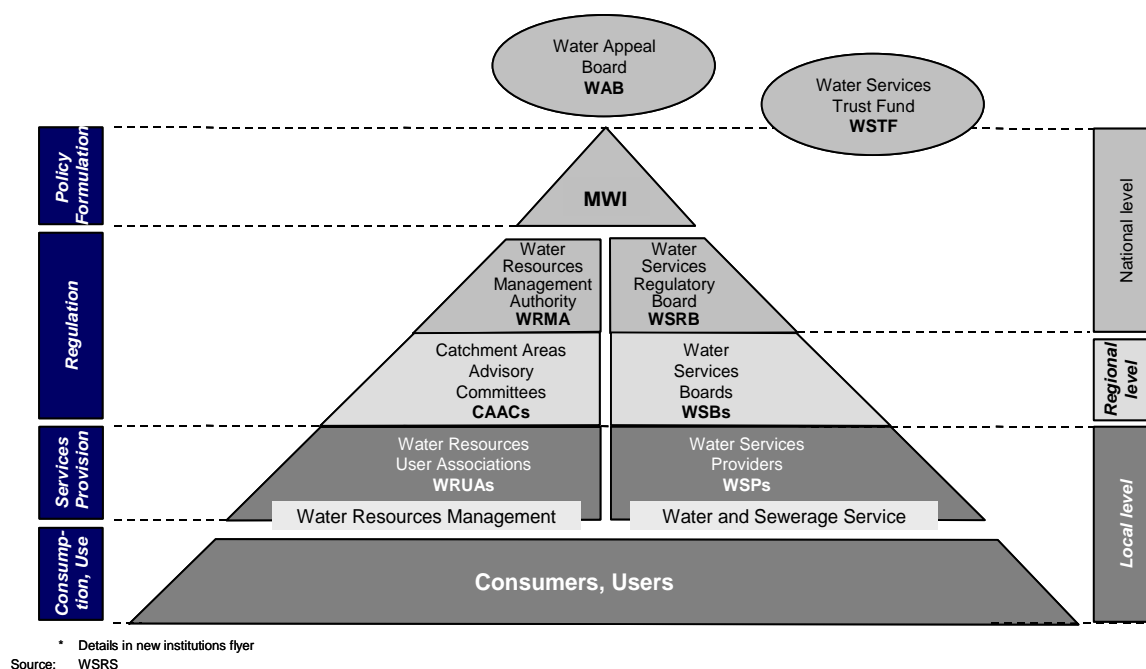 Water Appeal
Board
WAB
Water Services
Trust Fund
WSTF
Policy
Formulation
MWI
National level
Regulation
Water
Resources
Management
Authority
WRMA
Water
Services
Regulatory
Board
WSRB
Catchment Areas
Advisory
Committees
CAACs
Water
Services
Boards
WSBs
Regional
level
Services
Provision
Water Resources
User Associations
WRUAs
Water Services
Providers
WSPs
Water Resources Management
Water and Sewerage Service
Local level
Consump-
tion, Use
Consumers, Users
* Details in new institutions flyer
Source: WSRS